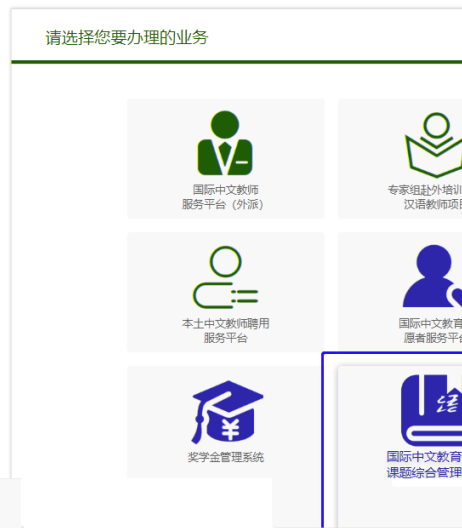 请选择您要办理的业务
国际中文教师
服务平台（外派）
专家组赴外培训
汉语教师项
本土中文教师聘用
服务平台
国际中文教育
愿者服务平
奖学金管理系统
国际中文教育
课题综合管理